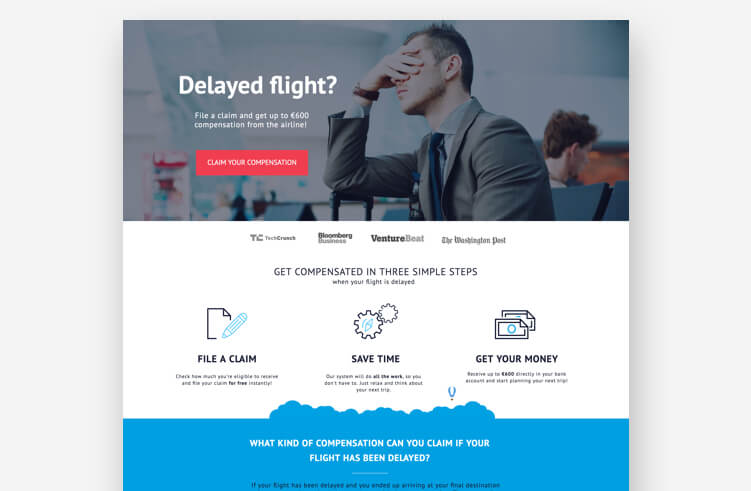 Delayed flight?
File a claim and get up to €600
compensation from the airline!
CLAIM YOUR COMPENSATION
TC TechCrunch
Bloomberg
Business
VentureBeat
The Washington Post
GET COMPENSATED IN THREE SIMPLE STEPS
when your flight is delayed
FILE A CLAIM
Check how much you're eligible to receive
and file your claim for free instantly!
SAVE TIME
Our system will do all the work, so you
don't have to. Just relax and think about
your next trip.
GET YOUR MONEY
Receive up to €600 directly in your bank
account and start planning your next trip!
WHAT KIND OF COMPENSATION CAN YOU CLAIM IF YOUR
FLIGHT HAS BEEN DELAYED?
If your flight has been delayed and you ended up arriving at your final destination